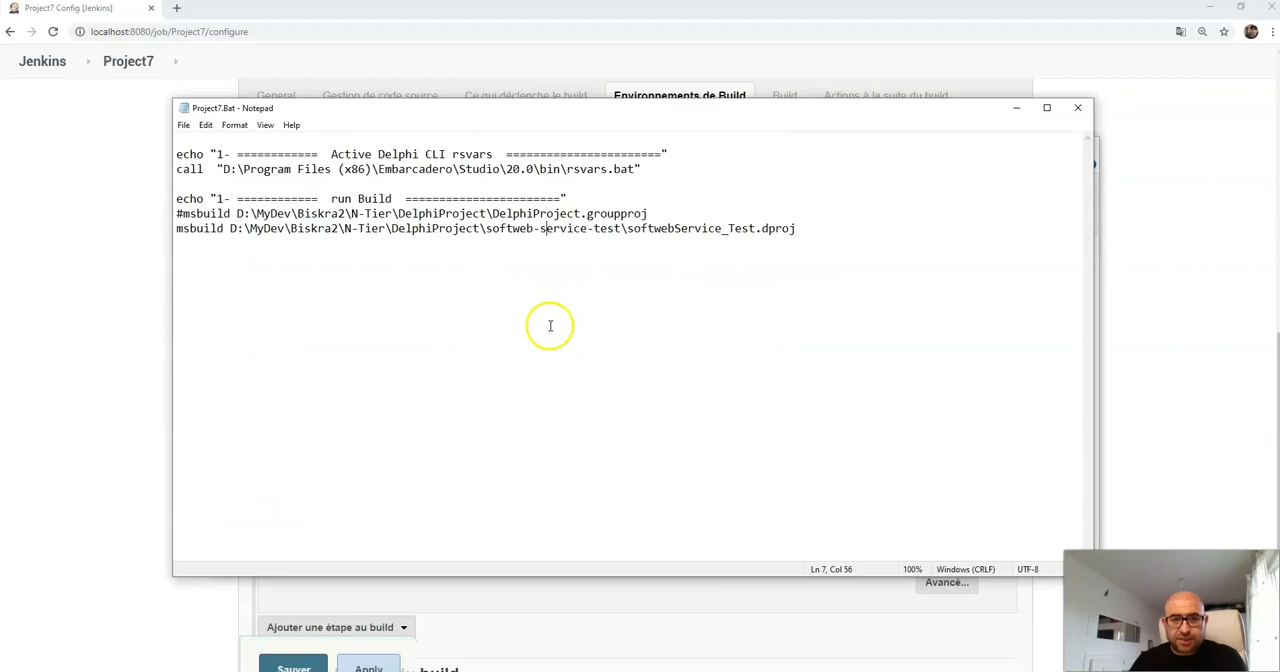 Project7 Config [Jenkins]
localhost:8080/job/Project7/configure
Jenkins Project7
General Gestion de code source Ce qui déclenche le build Environnements de Build Build Actions à la suite du build
Project7.Bat - Notepad
File Edit Format View Help
echo "1- ============ Active Delphi CLI rsvars ======================="
call "D:\Program Files (x86)\Embarcadero\Studio\20.0\bin\rsvars.bat"
echo "1- ============ run Build ======================="
#msbuild D:\MyDev\Biskra2\N-Tier\DelphiProject\DelphiProject.groupproj
msbuild D:\MyDev\Biskra2\N-Tier\DelphiProject\softweb-service-test\softwebService_Test.dproj
Ln 7, Col 56 100% Windows (CRLF) UTF-8
Avancé...
Ajouter une étape au build
Sauver Apply build